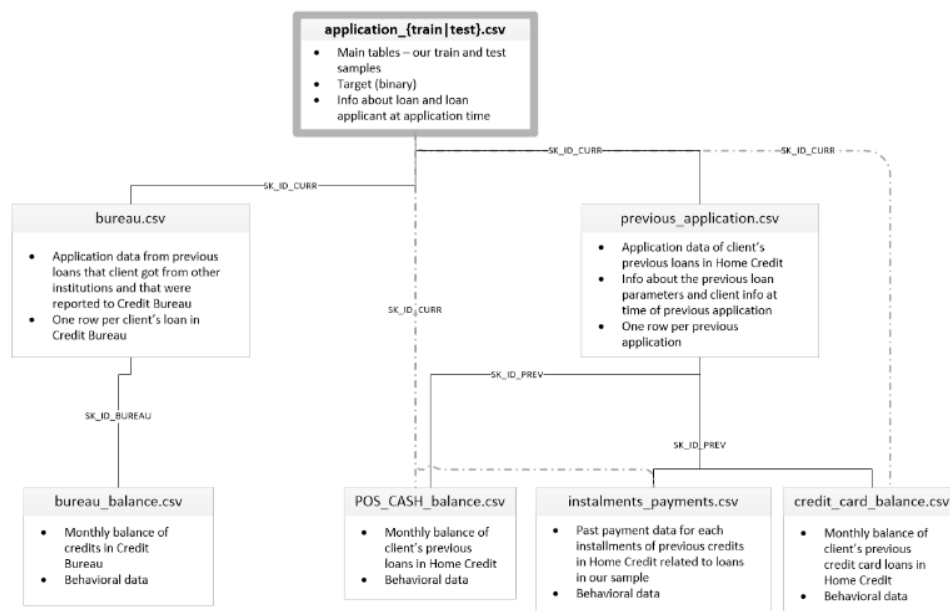 application_{train|test}.csv
• Main tables – our train and test
samples
• Target (binary)
• Info about loan and loan
applicant at application time
SK_ID_CURR
SK_ID_CURR
SK_ID_CURR
bureau.csv
• Application data from previous
loans that client got from other
institutions and that were
reported to Credit Bureau
• One row per client's loan in
Credit Bureau
previous_application.csv
• Application data of client's
previous loans in Home Credit
• Info about the previous loan
parameters and client info at
time of previous application
• One row per previous
application
SK_ID_CURR
SK_ID_PREV
SK_ID_BUREAU
SK_ID_PREV
bureau_balance.csv
• Monthly balance of
credits in Credit
Bureau
• Behavioral data
POS_CASH_balance.csv
• Monthly balance of
client's previous
loans in Home Credit
• Behavioral data
instalments_payments.csv
• Past payment data for each
installments of previous credits
in Home Credit related to loans
in our sample
• Behavioral data
credit_card_balance.csv
• Monthly balance of
client's previous
credit card loans in
Home Credit
• Behavioral data